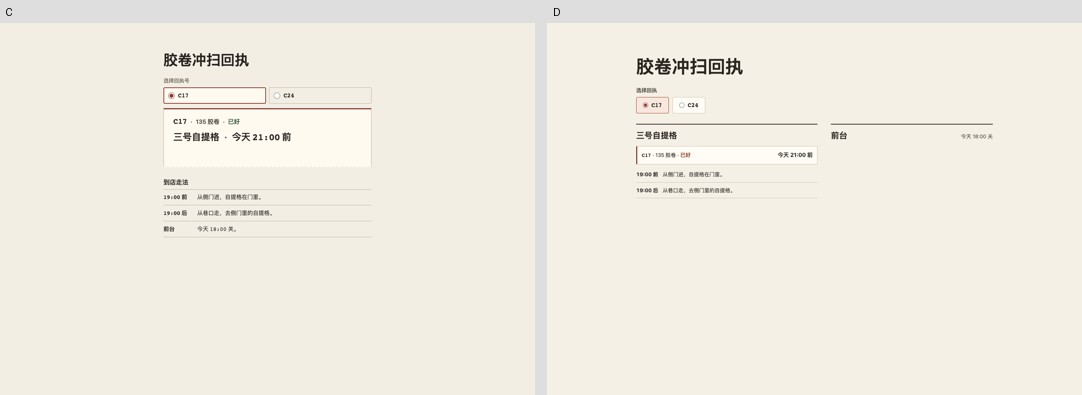 C
胶卷冲扫回执
选择回执号
C17
C24
C17 · 135 胶卷 · 已好
三号自提格 · 今天 21:00 前
到店走法
19:00 前 从侧门进，自提格在门里。
19:00 后 从巷口走，去侧门里的自提格。
前台 今天 18:00 关。
D
胶卷冲扫回执
选择回执
C17
C24
三号自提格
C17 · 135 胶卷 · 已好 今天 21:00 前
19:00 前 从侧门进，自提格在门里。
19:00 后 从巷口走，去侧门里的自提格。
前台 今天 18:00 关